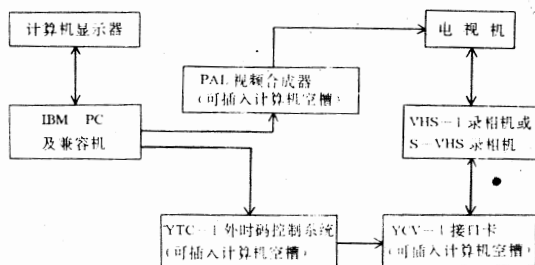 计算机显示器
电视机
PAL视频合成器
(可插入计算机空槽)
IBM PC
及兼容机
VHS-1录相机或
S-VHS录相机
YTC-1外时码控制系统
(可插入计算机空槽)
YCV-1接口卡
(可插入计算机空槽)